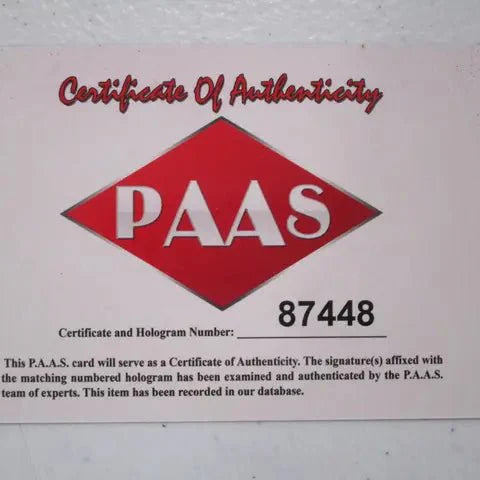 Certificate Of Authenticity
PAAS
87448
Certificate and Hologram Number:
This P.A.A.S. card will serve as a Certificate of Authenticity. The signature(s) affixed with
the matching numbered hologram has been examined and authenticated by the P.A.A.S.
team of experts. This item has been recorded in our database.